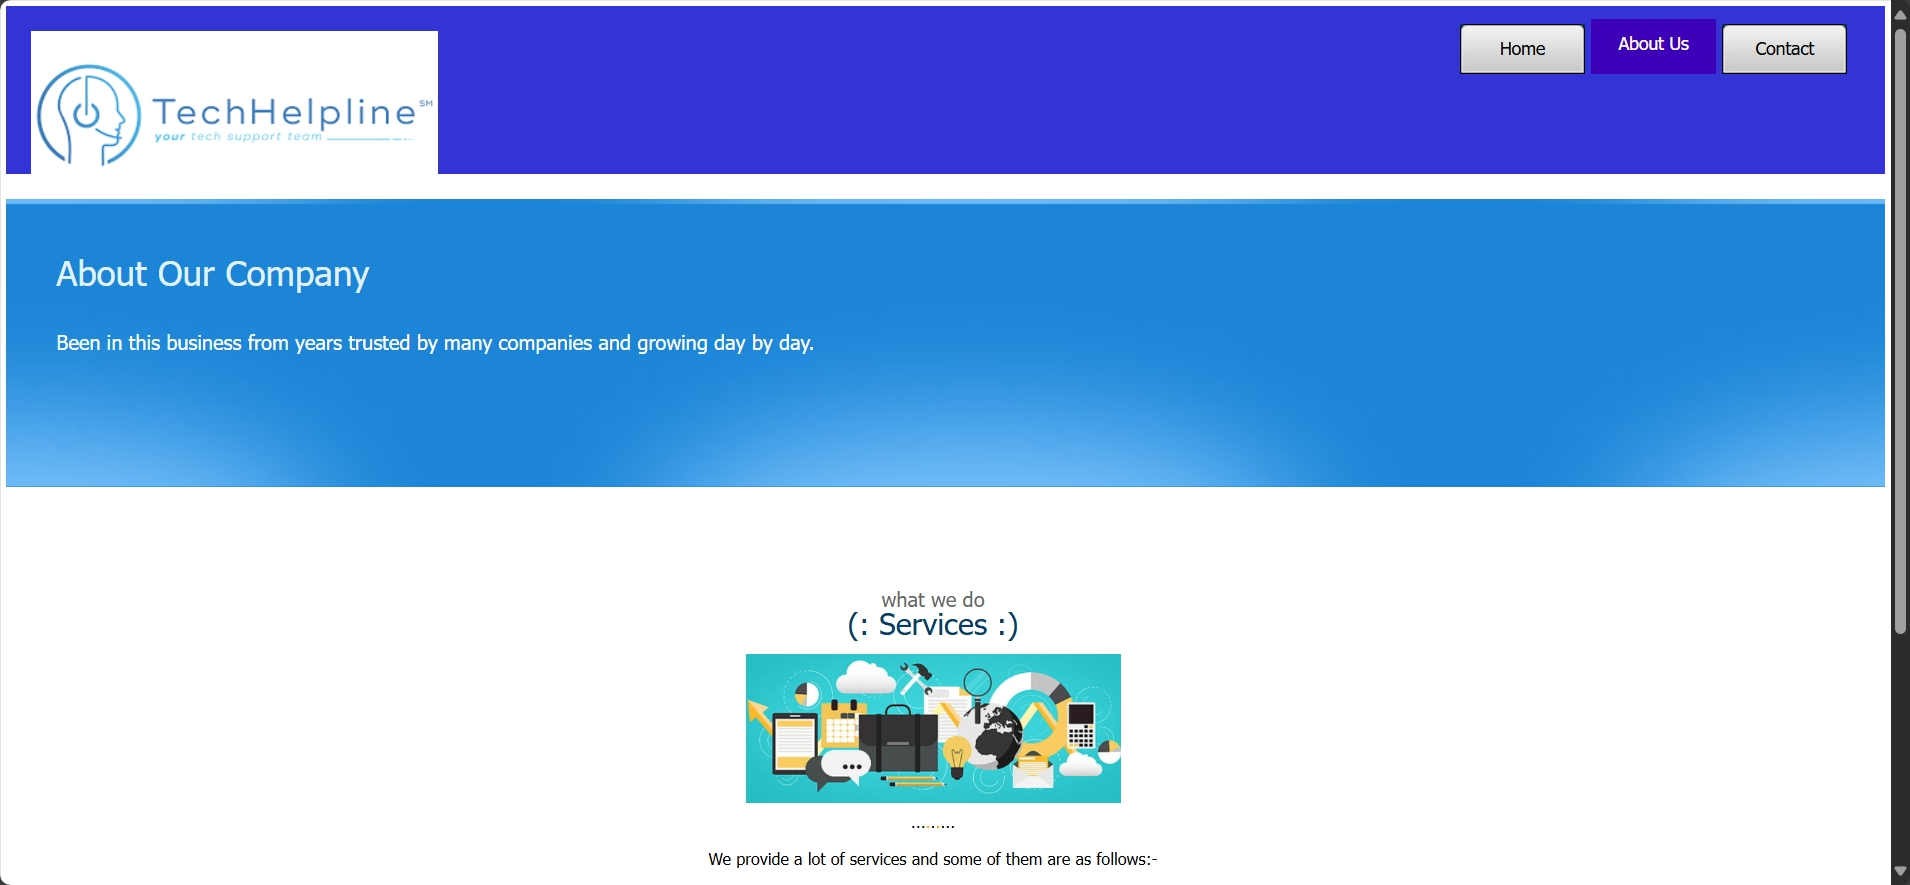 TechHelpline SM
your tech support team
Home
About Us
Contact
About Our Company
Been in this business from years trusted by many companies and growing day by day.
what we do
(: Services :)
.........
We provide a lot of services and some of them are as follows:-